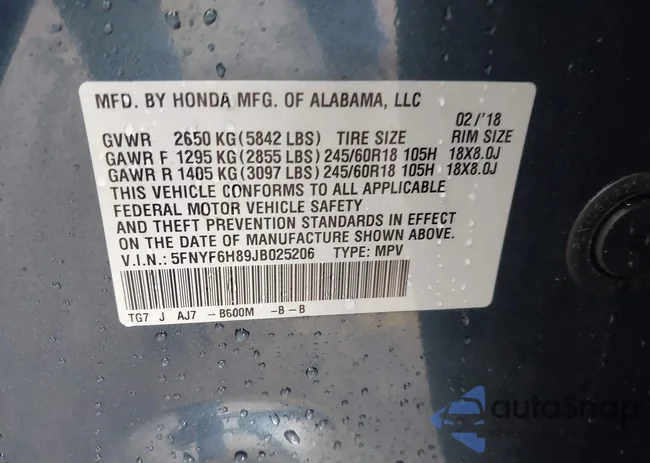 MFD. BY HONDA MFG. OF ALABAMA, LLC
02/'18
GVWR 2650 KG(5842 LBS) TIRE SIZE RIM SIZE
GAWR F 1295 KG(2855 LBS)245/60R18 105H 18X8.0J
GAWR R 1405 KG(3097 LBS)245/60R18 105H 18X8.0J
THIS VEHICLE CONFORMS TO ALL APPLICABLE
FEDERAL MOTOR VEHICLE SAFETY
AND THEFT PREVENTION STANDARDS IN EFFECT
ON THE DATE OF MANUFACTURE SHOWN ABOVE.
V.I.N.: 5FNYF6H89JB025206 TYPE: MPV
TG7 J AJ7 -B600M -B-B
autoSnap